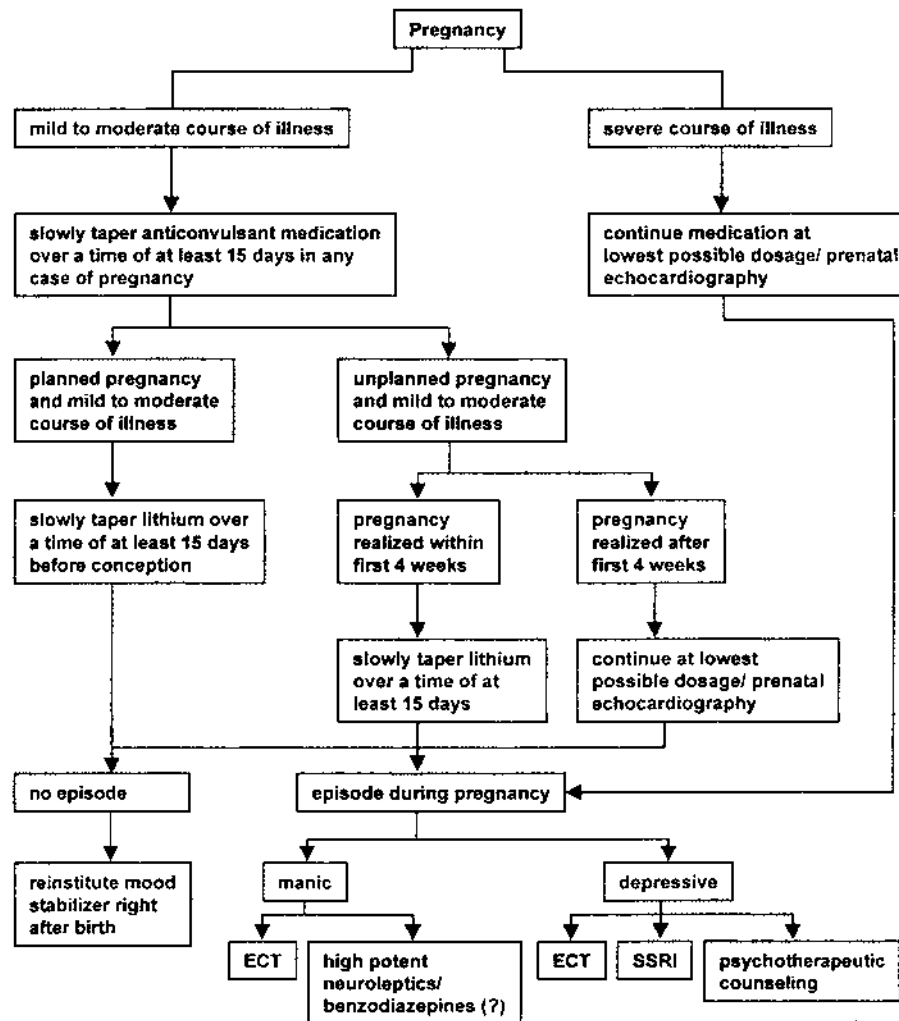 Pregnancy
mild to moderate course of illness
severe course of illness
slowly taper anticonvulsant medication
over a time of at least 15 days in any
case of pregnancy
continue medication at
lowest possible dosage/ prenatal
echocardiography
planned pregnancy
and mild to moderate
course of illness
unplanned pregnancy
and mild to moderate
course of illness
slowly taper lithium over
a time of at least 15 days
before conception
pregnancy
realized within
first 4 weeks
pregnancy
realized after
first 4 weeks
slowly taper lithium
over a time of at
least 15 days
continue at lowest
possible dosage/ prenatal
echocardiography
no episode
episode during pregnancy
reinstitute mood
stabilizer right
after birth
manic
depressive
ECT
high potent
neuroleptics/
benzodiazepines (?)
ECT
SSRI
psychotherapeutic
counseling